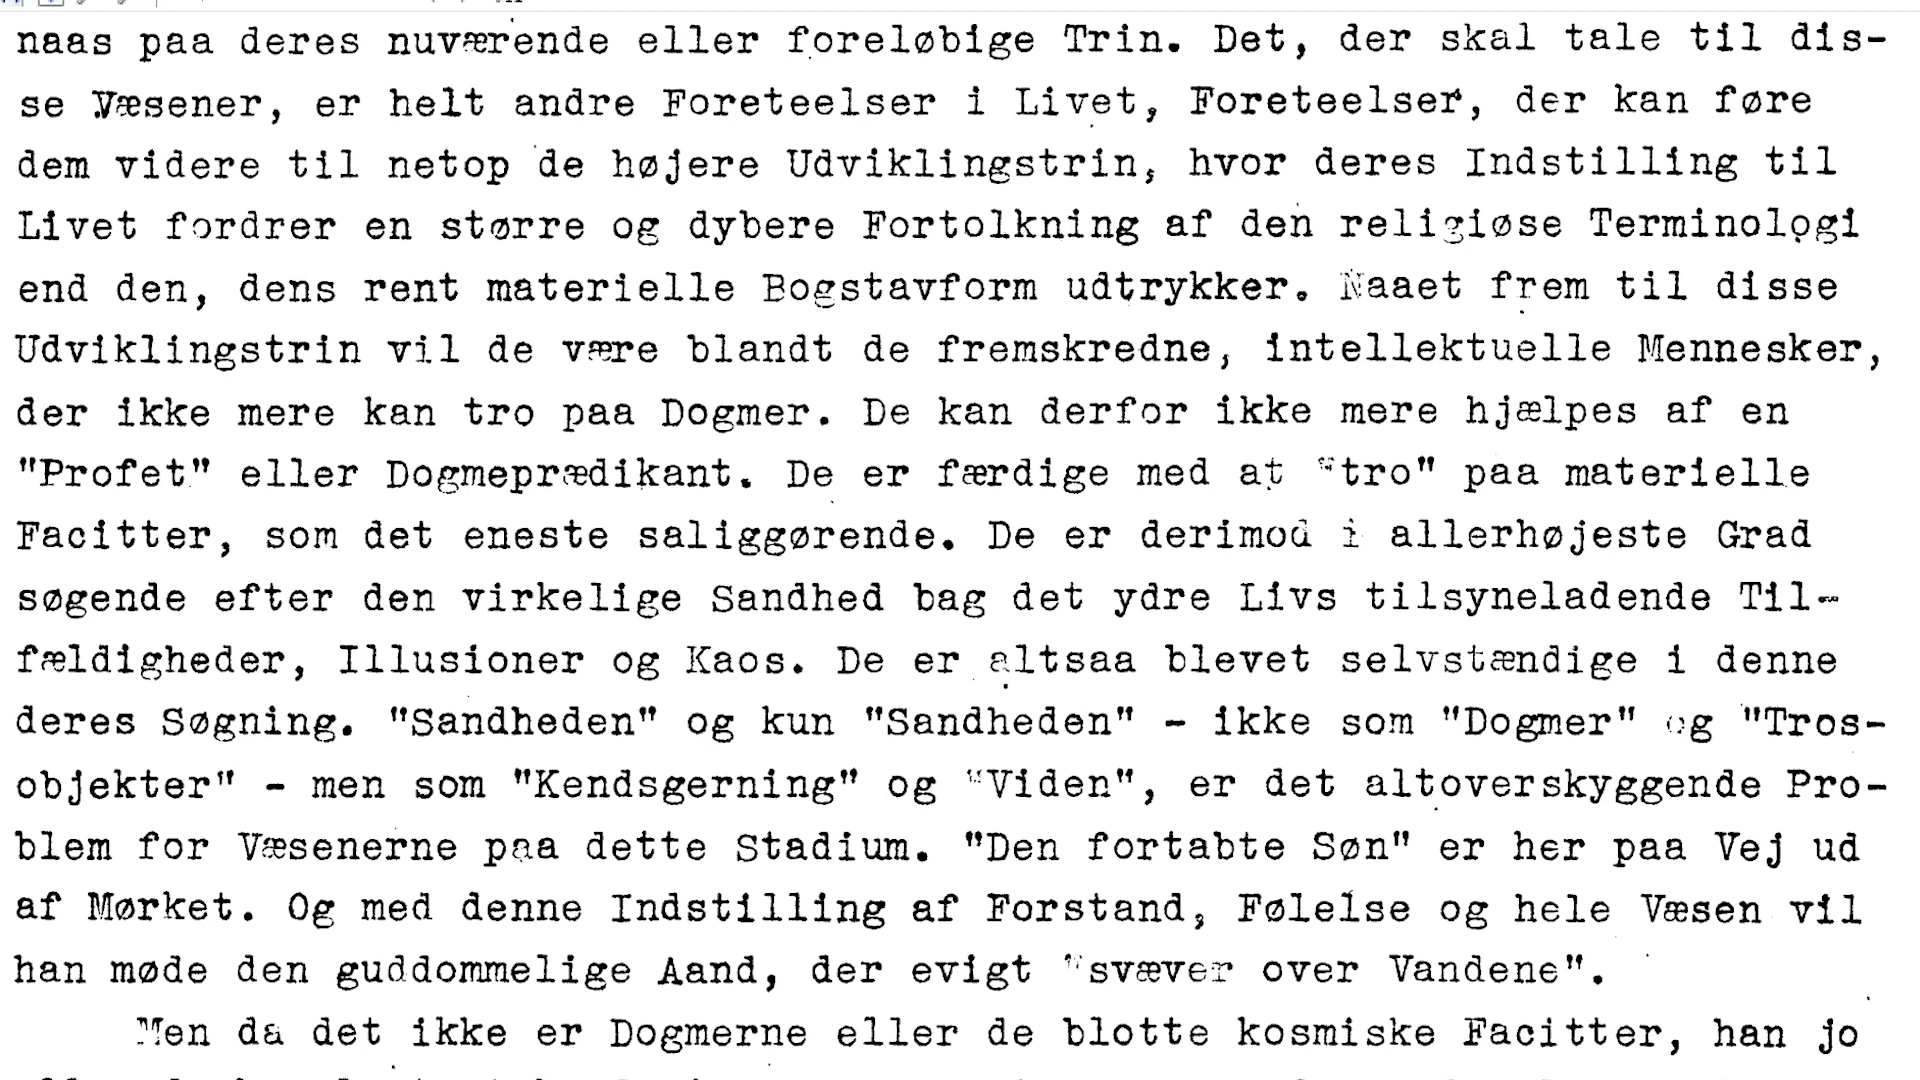 naas paa deres nuværende eller foreløbige Trin. Det, der skal tale til dis-
se Væsener, er helt andre Foreteelser i Livet, Foreteelser, der kan føre
dem videre til netop de højere Udviklingstrin, hvor deres Indstilling til
Livet fordrer en større og dybere Fortolkning af den religiøse Terminologi
end den, dens rent materielle Bogstavform udtrykker. Naaet frem til disse
Udviklingstrin vil de være blandt de fremskredne, intellektuelle Mennesker,
der ikke mere kan tro paa Dogmer. De kan derfor ikke mere hjælpes af en
"Profet" eller Dogmeprædikant. De er færdige med at "tro" paa materielle
Facitter, som det eneste saliggørende. De er derimod i allerhøjeste Grad
søgende efter den virkelige Sandhed bag det ydre Livs tilsyneladende Til-
fældigheder, Illusioner og Kaos. De er altsaa blevet selvstændige i denne
deres Søgning. "Sandheden" og kun "Sandheden" - ikke som "Dogmer" og "Tros-
objekter" - men som "Kendsgerning" og "Viden", er det altoverskyggende Pro-
blem for Væsenerne paa dette Stadium. "Den fortabte Søn" er her paa Vej ud
af Mørket. Og med denne Indstilling af Forstand, Følelse og hele Væsen vil
han møde den guddommelige Aand, der evigt "svæver over Vandene".
Men da det ikke er Dogmerne eller de blotte kosmiske Facitter, han jo